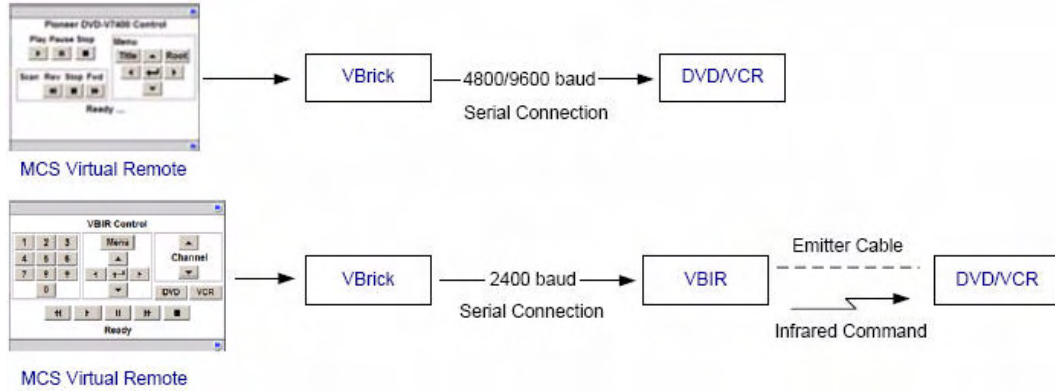 Pioneer DVD-V7400 Control
Play Pause Stop
Menu
Title Root
Scan Rev Stop Fwd
Ready ...
MCS Virtual Remote
VBrick
4800/9600 baud
Serial Connection
DVD/VCR
VBIR Control
1 2 3
4 5 6
7 8 9
0
Menu
Channel
DVD VCR
Ready
MCS Virtual Remote
VBrick
2400 baud
Serial Connection
VBIR
Emitter Cable
Infrared Command
DVD/VCR